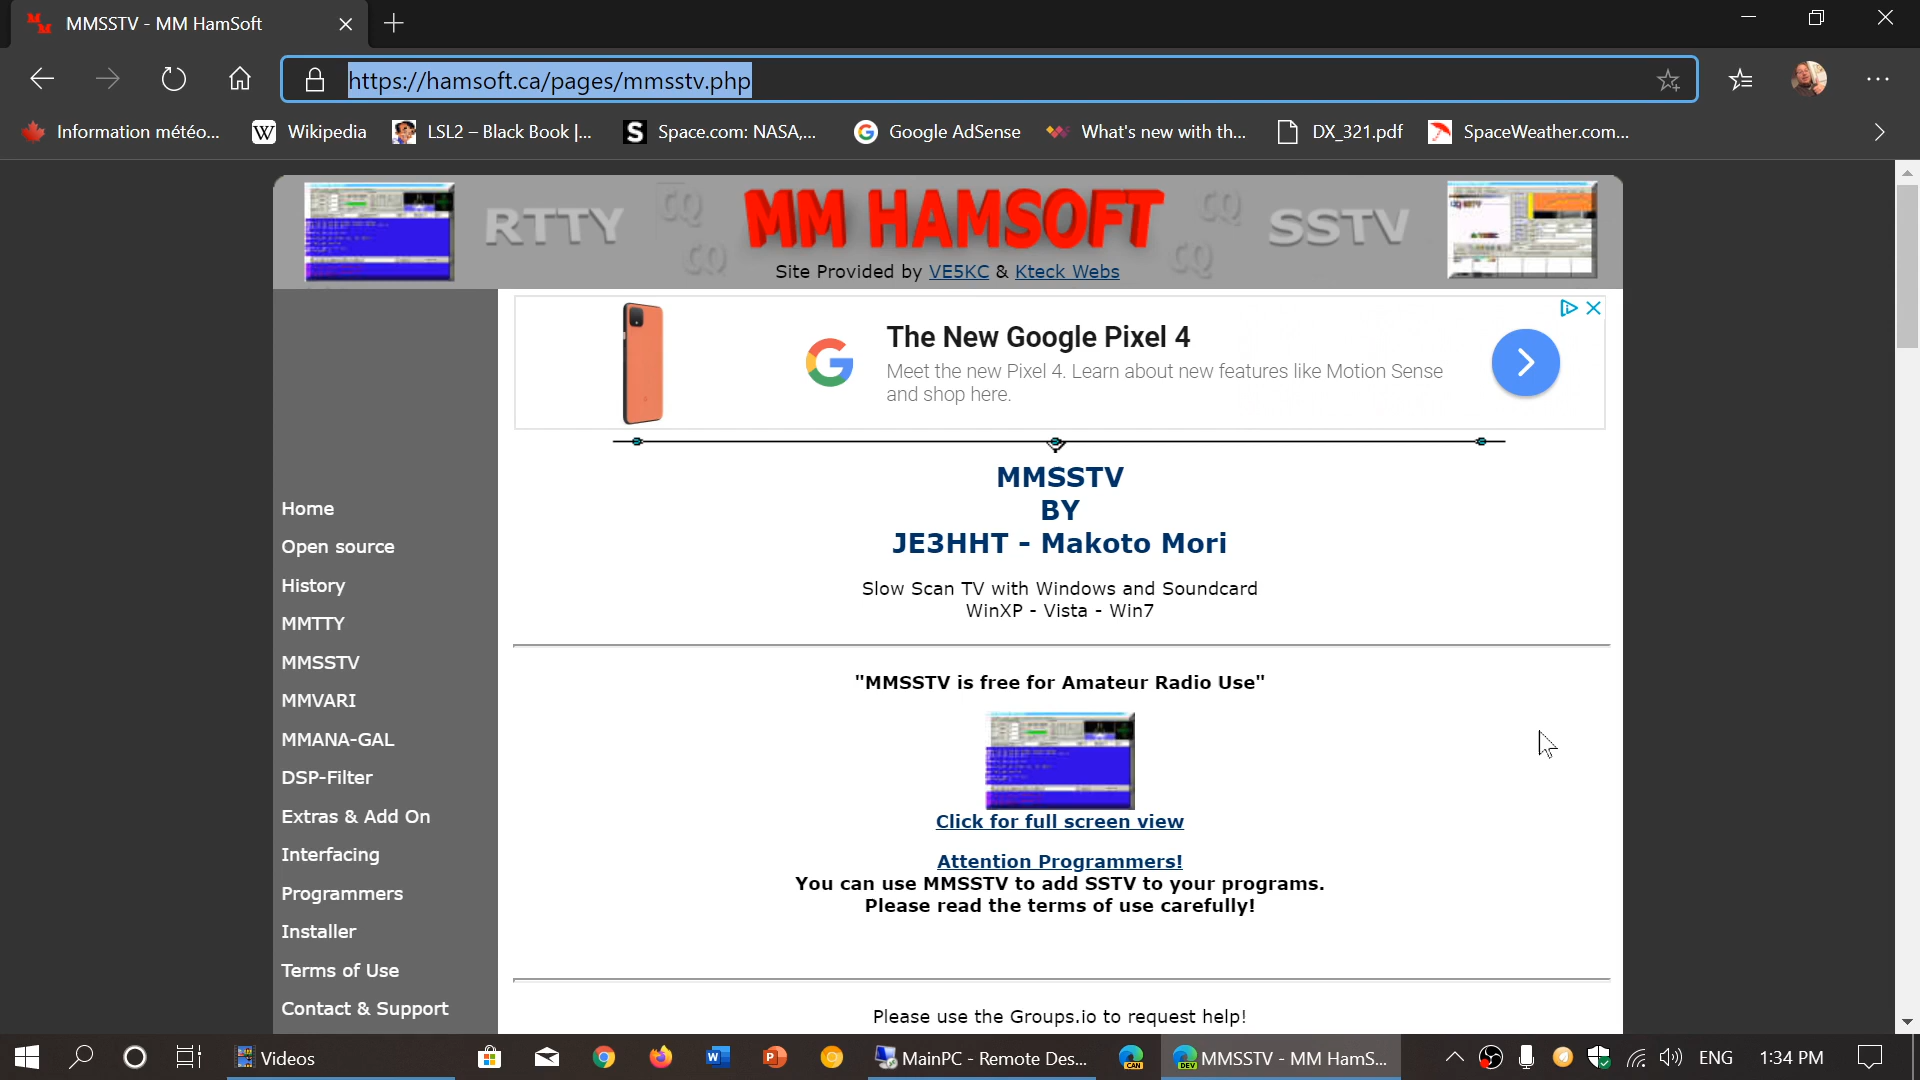 MMSSTV - MM HamSoft
https://hamsoft.ca/pages/mmsstv.php
Information météo...
Wikipedia
LSL2 – Black Book |...
Space.com: NASA,...
Google AdSense
What's new with th...
DX_321.pdf
SpaceWeather.com...
RTTY
CQ
CQ
MM HAMSOFT
CQ
CQ
SSTV
Site Provided by VE5KC & Kteck Webs
The New Google Pixel 4
Meet the new Pixel 4. Learn about new features like Motion Sense
and shop here.
MMSSTV
BY
JE3HHT - Makoto Mori
Slow Scan TV with Windows and Soundcard
WinXP - Vista - Win7
"MMSSTV is free for Amateur Radio Use"
Click for full screen view
Attention Programmers!
You can use MMSSTV to add SSTV to your programs.
Please read the terms of use carefully!
Please use the Groups.io to request help!
Home
Open source
History
MMTTY
MMSSTV
MMVARI
MMANA-GAL
DSP-Filter
Extras & Add On
Interfacing
Programmers
Installer
Terms of Use
Contact & Support
Videos
MainPC - Remote Des...
CAN
DEV
MMSSTV - MM HamS...
ENG
1:34 PM